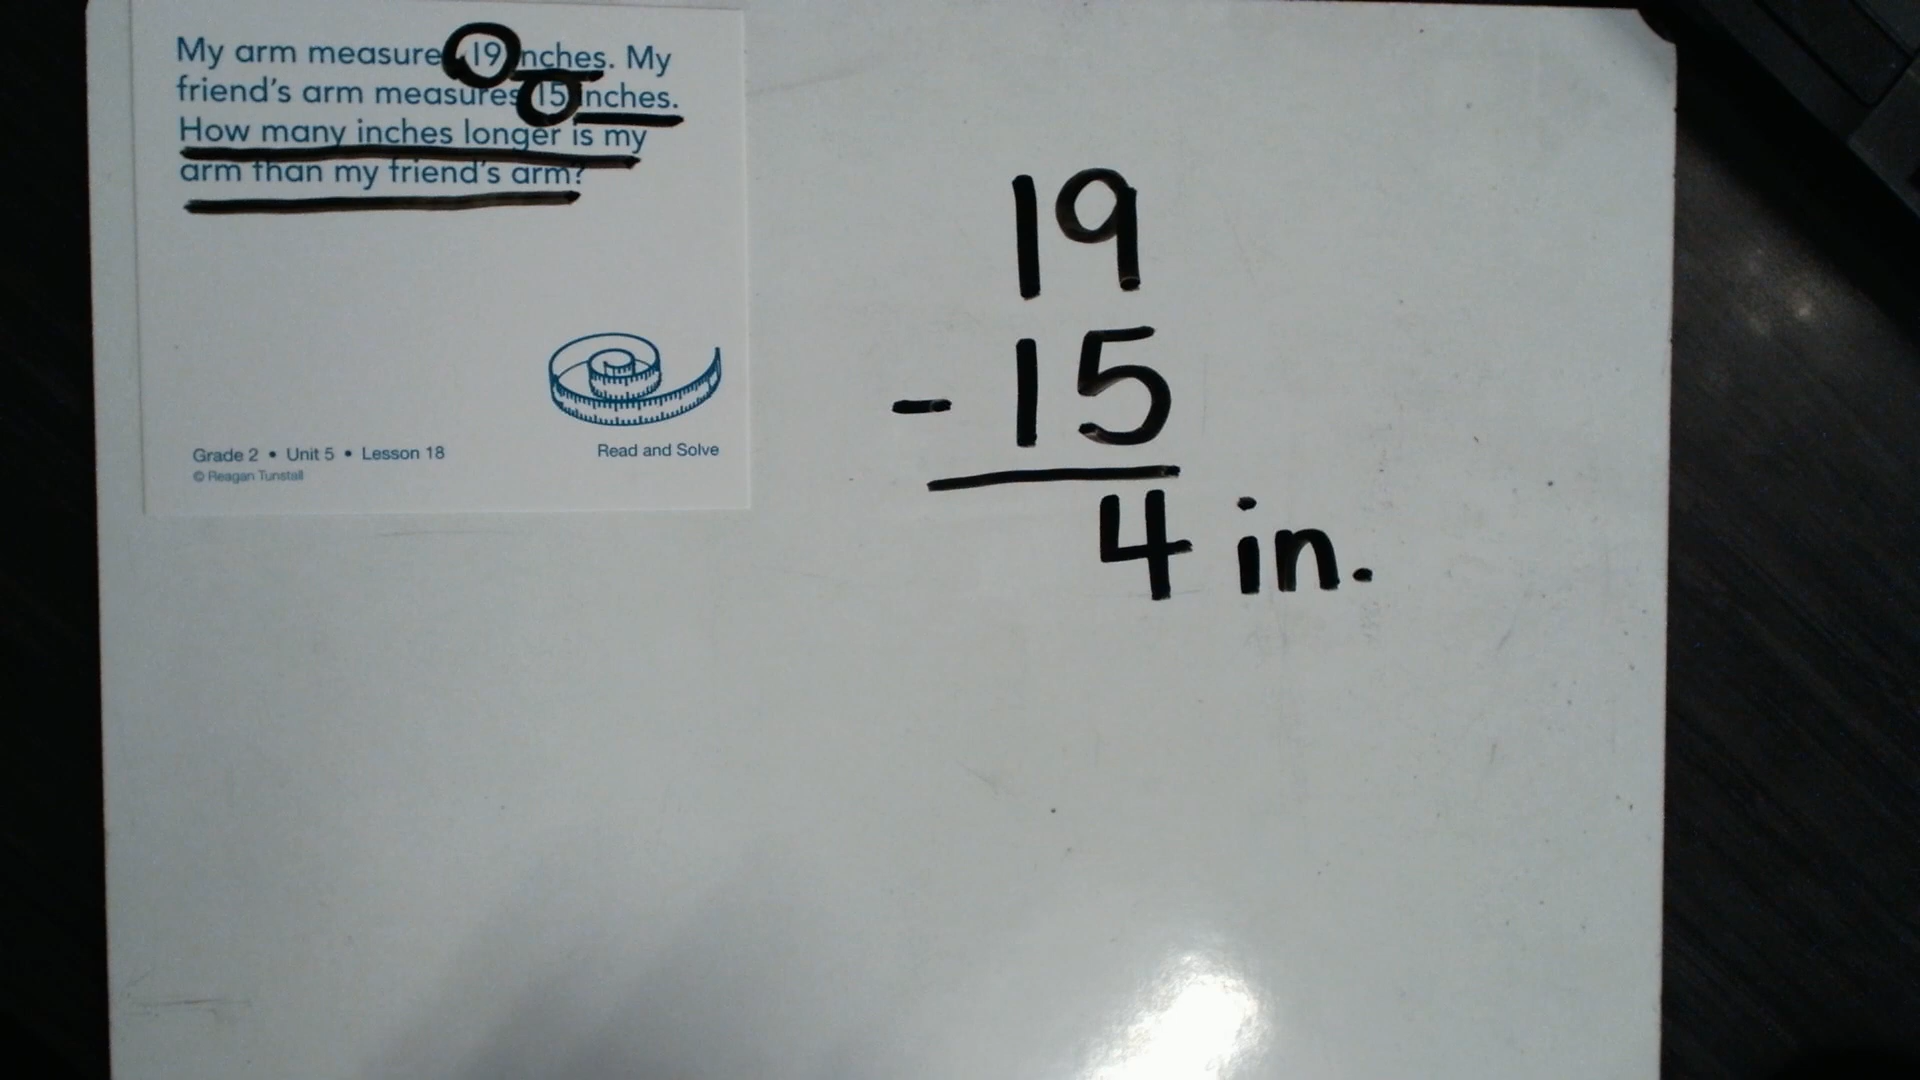 My arm measures 19 inches. My
friend's arm measures 15 inches.
How many inches longer is my
arm than my friend's arm?
Grade 2 • Unit 5 • Lesson 18
Read and Solve
© Reagan Tunstall
19
- 15
4 in.